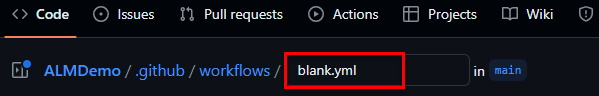 Code Issues Pull requests Actions Projects Wiki
ALMDemo / .github / workflows / blank.yml in main